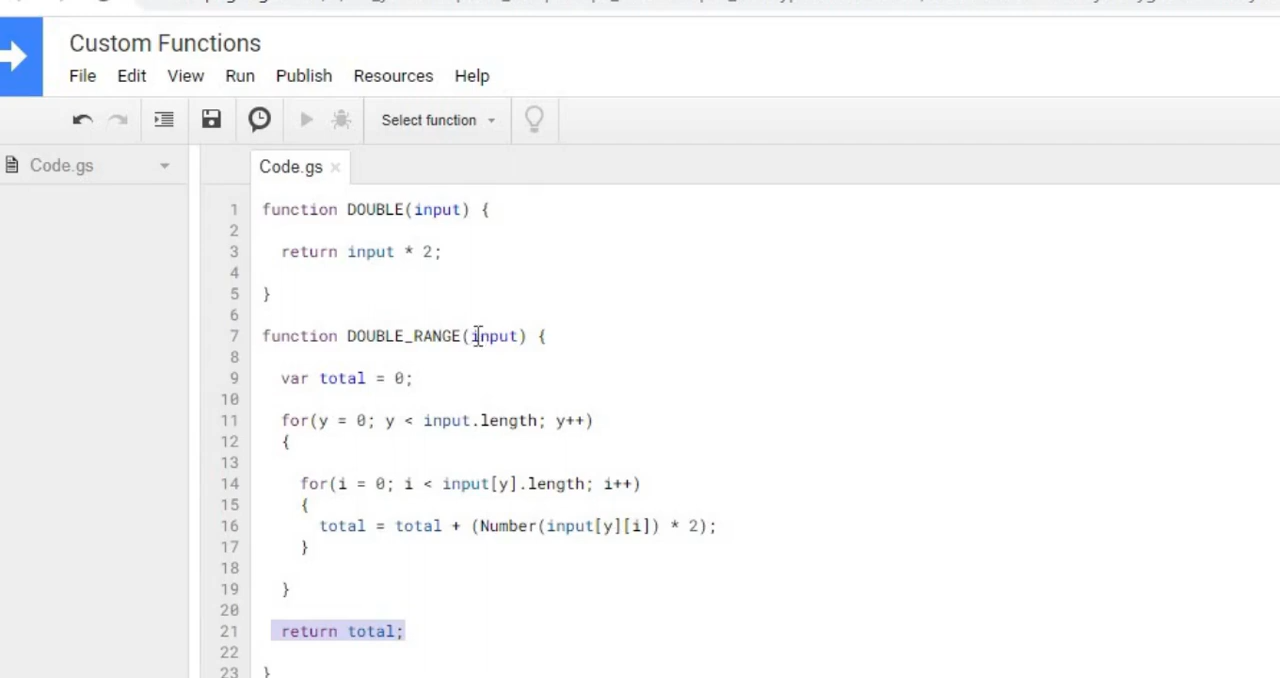 Custom Functions
File Edit View Run Publish Resources Help
Select function
Code.gs
Code.gs ×
1 function DOUBLE(input) {
2
3 return input * 2;
4
5 }
6
7 function DOUBLE_RANGE(input) {
8
9 var total = 0;
10
11 for(y = 0; y < input.length; y++)
12 {
13
14 for(i = 0; i < input[y].length; i++)
15 {
16 total = total + (Number(input[y][i]) * 2);
17 }
18
19 }
20
21 return total;
22
23 }